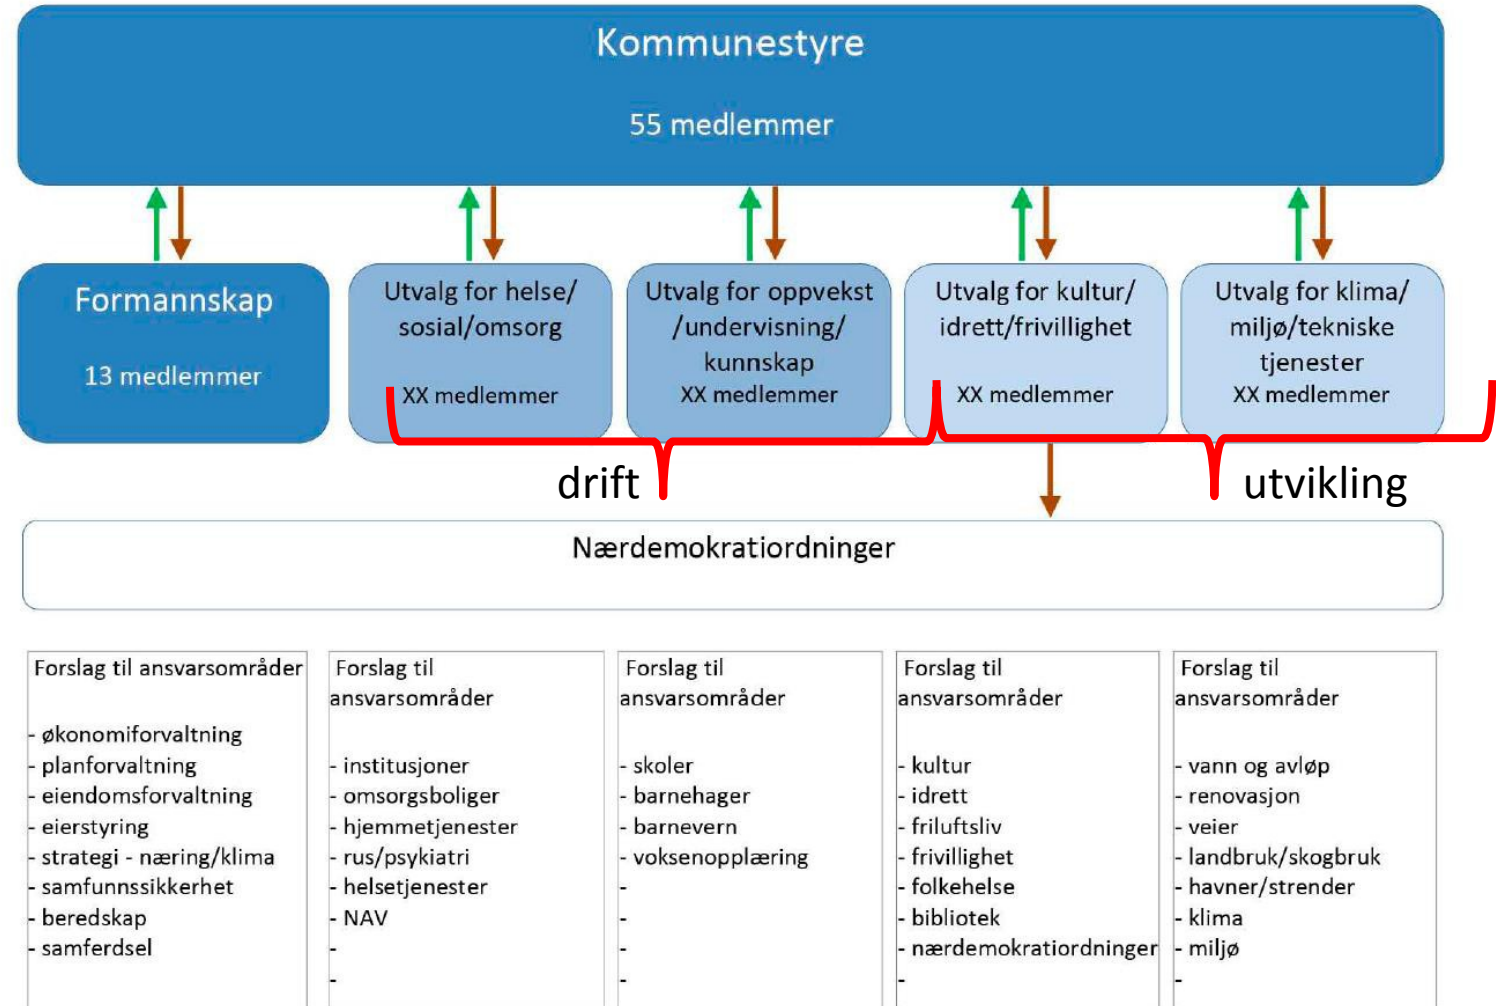 Kommunestyre
55 medlemmer
Formannskap
13 medlemmer
Utvalg for helse/
sosial/omsorg
XX medlemmer
Utvalg for oppvekst
/undervisning/
kunnskap
XX medlemmer
Utvalg for kultur/
idrett/frivillighet
XX medlemmer
Utvalg for klima/
miljø/tekniske
tjenester
XX medlemmer
drift
utvikling
Nærdemokratiordninger
Forslag til ansvarsområder
- økonomiforvaltning
- planforvaltning
- eiendomsforvaltning
- eierstyring
- strategi - næring/klima
- samfunnssikkerhet
- beredskap
- samferdsel
Forslag til
ansvarsområder
- institusjoner
- omsorgsboliger
- hjemmetjenester
- rus/psykiatri
- helsetjenester
- NAV
-
-
Forslag til
ansvarsområder
- skoler
- barnehager
- barnevern
- voksenopplæring
-
-
-
-
Forslag til
ansvarsområder
- kultur
- idrett
- friluftsliv
- frivillighet
- folkehelse
- bibliotek
- nærdemokratiordninger
-
Forslag til
ansvarsområder
- vann og avløp
- renovasjon
- veier
- landbruk/skogbruk
- havner/strender
- klima
- miljø
-